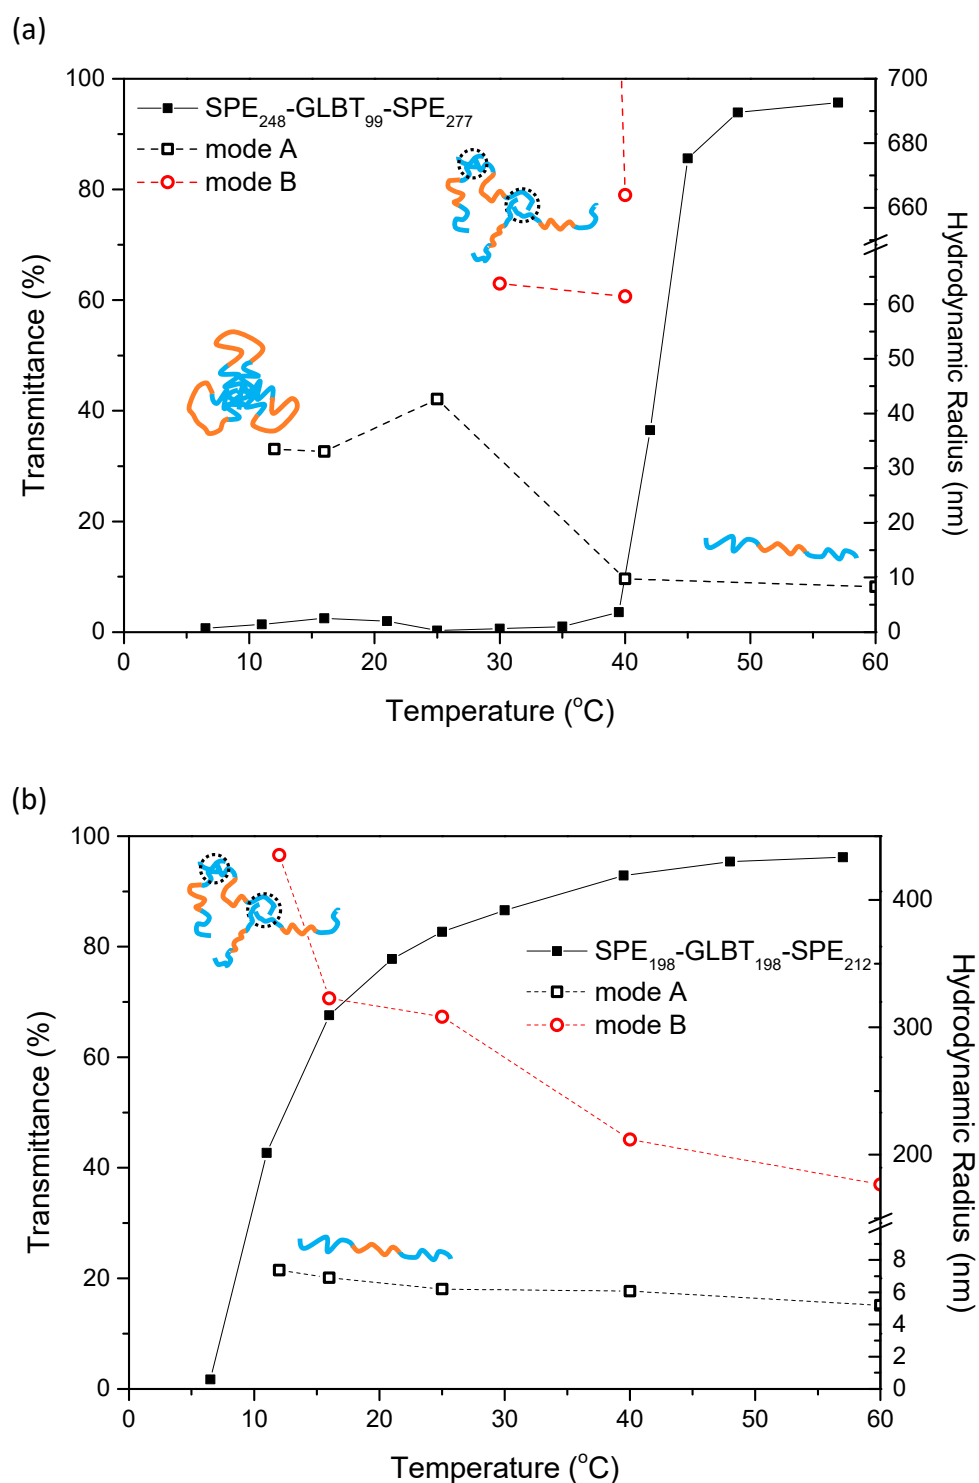 (a)
100
80
60
40
20
0
Transmittance (%)
SPE248-GLBT99-SPE277
mode A
mode B
700
680
660
60
50
40
30
20
10
0
Hydrodynamic Radius (nm)
0 10 20 30 40 50 60
Temperature (°C)
(b)
100
80
60
40
20
0
Transmittance (%)
SPE198-GLBT198-SPE212
mode A
mode B
400
300
200
8
6
4
2
0
Hydrodynamic Radius (nm)
0 10 20 30 40 50 60
Temperature (°C)